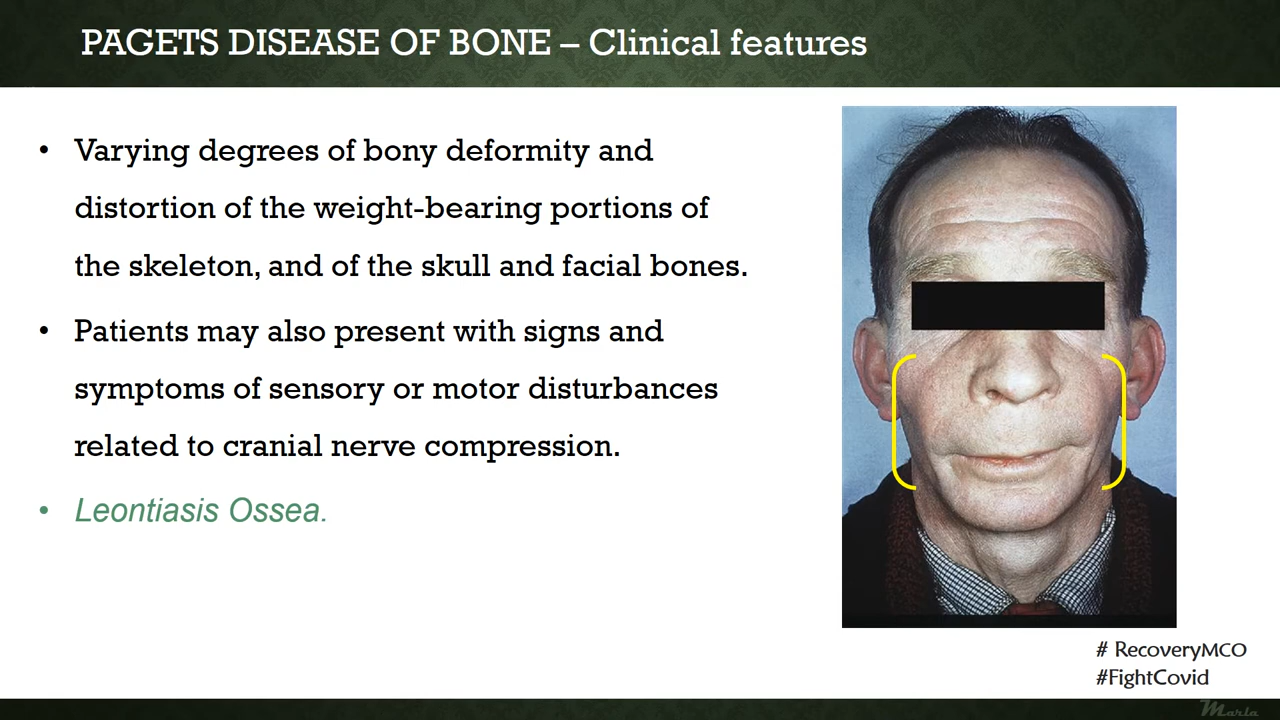 PAGETS DISEASE OF BONE – Clinical features
• Varying degrees of bony deformity and
distortion of the weight-bearing portions of
the skeleton, and of the skull and facial bones.
• Patients may also present with signs and
symptoms of sensory or motor disturbances
related to cranial nerve compression.
• Leontiasis Ossea.
# RecoveryMCO
#FightCovid
Marla